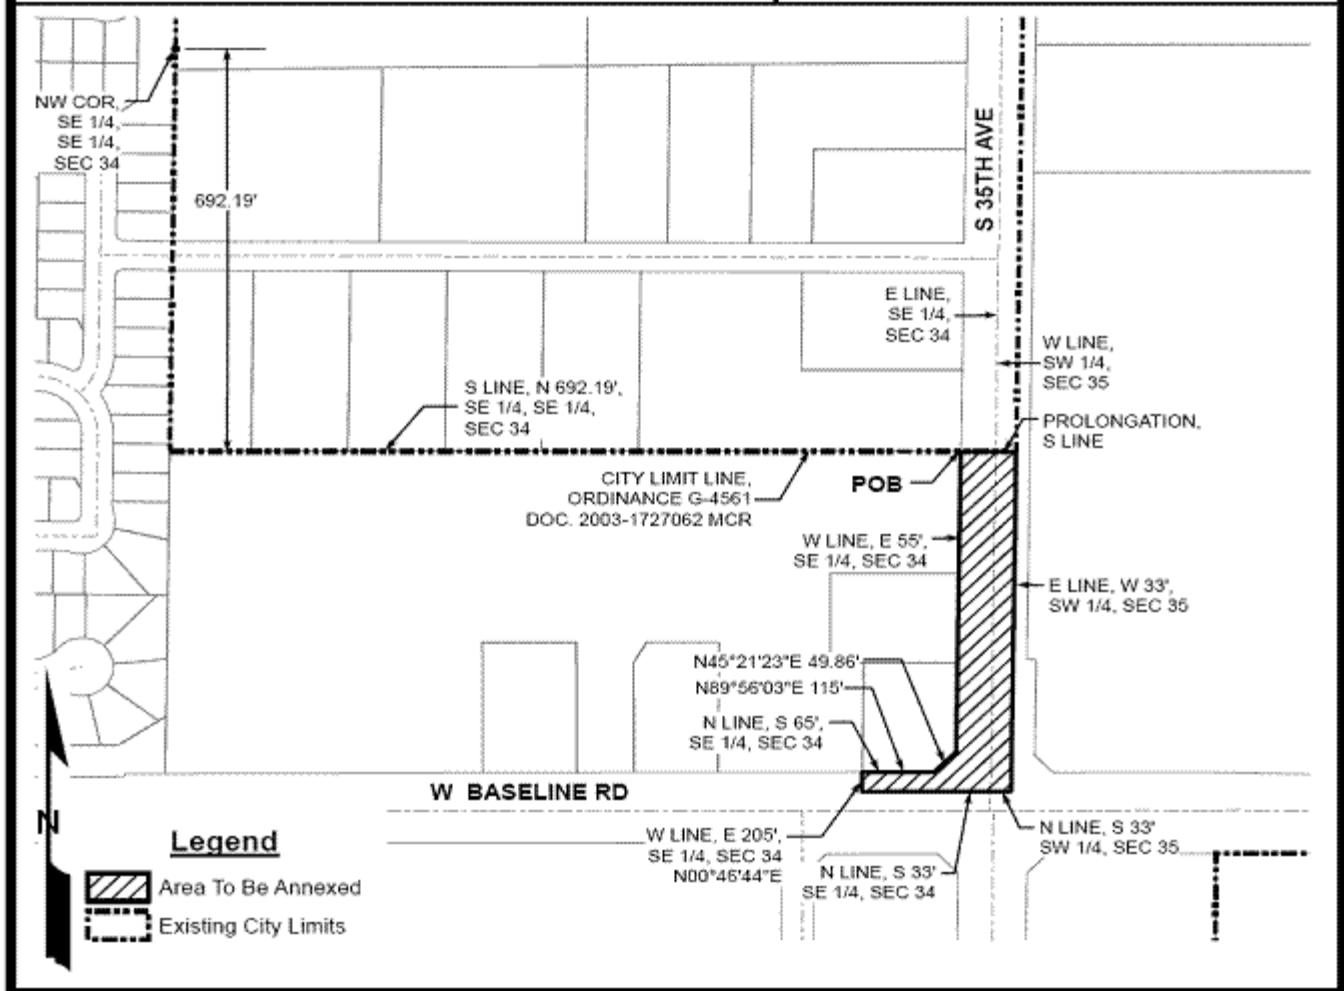 NW COR,
SE 1/4,
SE 1/4,
SEC 34
692.19'
S 35TH AVE
E LINE,
SE 1/4,
SEC 34
W LINE,
SW 1/4,
SEC 35
S LINE, N 692.19',
SE 1/4, SE 1/4,
SEC 34
PROLONGATION,
S LINE
CITY LIMIT LINE,
ORDINANCE G-4561
DOC. 2003-1727062 MCR
POB
W LINE, E 55',
SE 1/4, SEC 34
E LINE, W 33',
SW 1/4, SEC 35
N45°21'23"E 49.86'
N89°56'03"E 115'
N LINE, S 65',
SE 1/4, SEC 34
W BASELINE RD
W LINE, E 205',
SE 1/4, SEC 34
N00°46'44"E
N LINE, S 33'
SE 1/4, SEC 34
N LINE, S 33'
SW 1/4, SEC 35
N
Legend
Area To Be Annexed
Existing City Limits